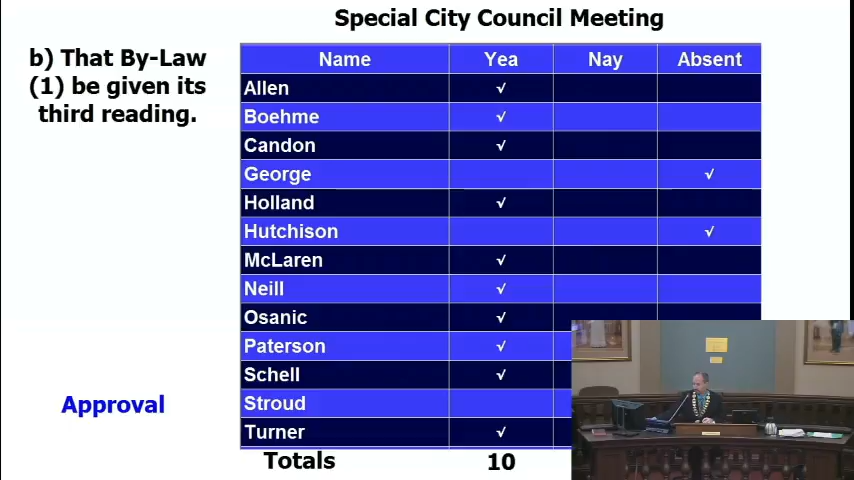 Special City Council Meeting
b) That By-Law
(1) be given its
third reading.
Name Yea Nay Absent
Allen √
Boehme √
Candon √
George √
Holland √
Hutchison √
McLaren √
Neill √
Osanic √
Paterson √
Schell √
Stroud
Turner √
Approval
Totals 10